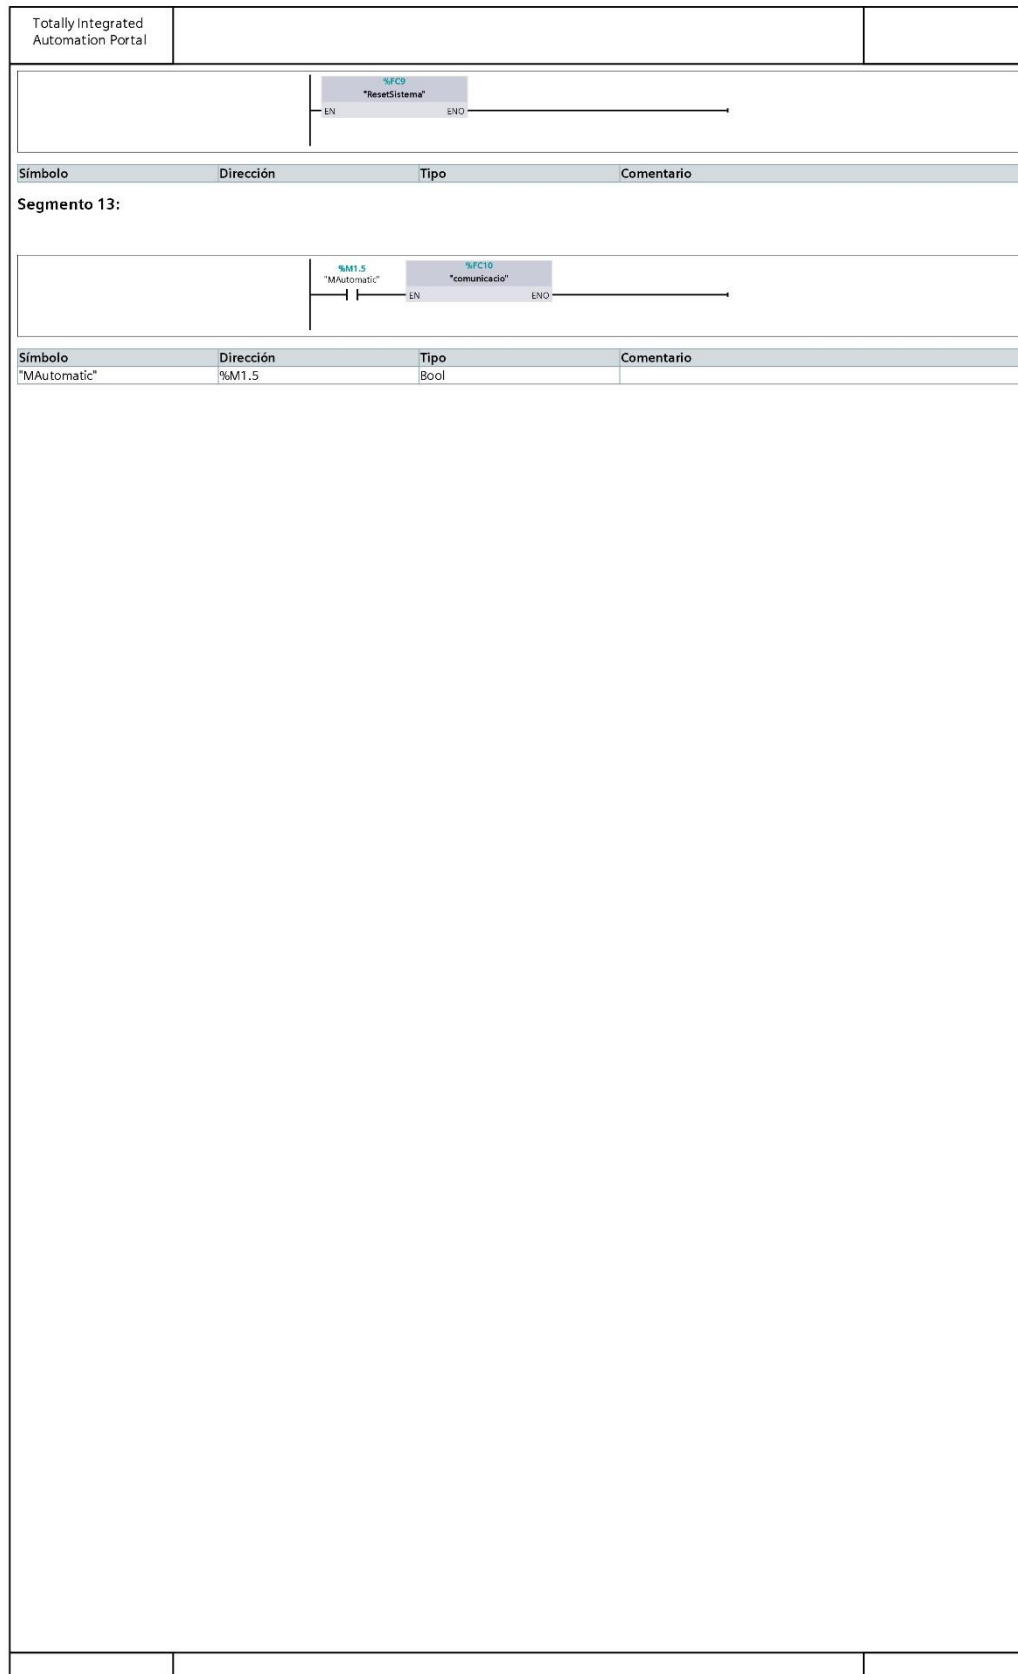 Totally Integrated
Automation Portal
%FC9
"ResetSistema"
EN ENO
Símbolo Dirección Tipo Comentario
Segmento 13:
%M1.5 %FC10
"MAutomatic" "comunicacio"
EN ENO
Símbolo Dirección Tipo Comentario
"MAutomatic" %M1.5 Bool